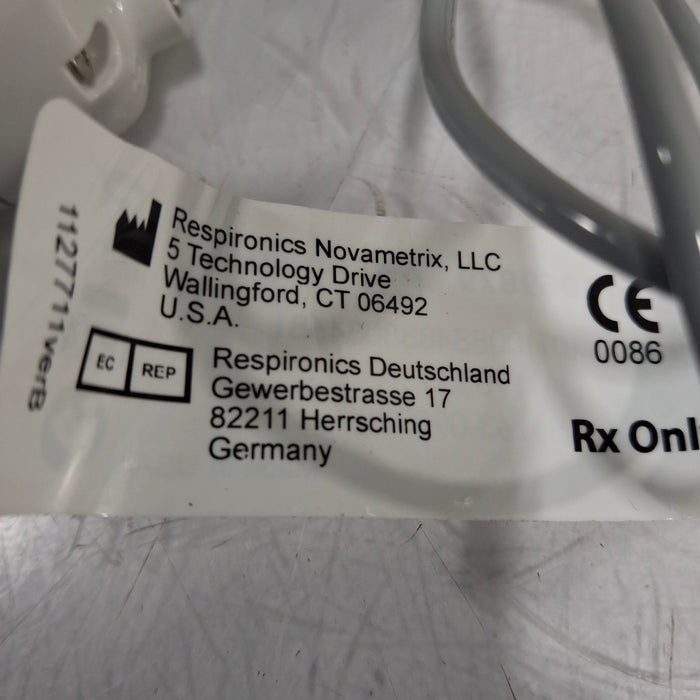 Respironics Novametrix, LLC
5 Technology Drive
Wallingford, CT 06492
U.S.A.
EC REP
Respironics Deutschland
Gewerbestrasse 17
82211 Herrsching
Germany
CE
0086
Rx Onl
1127711verB